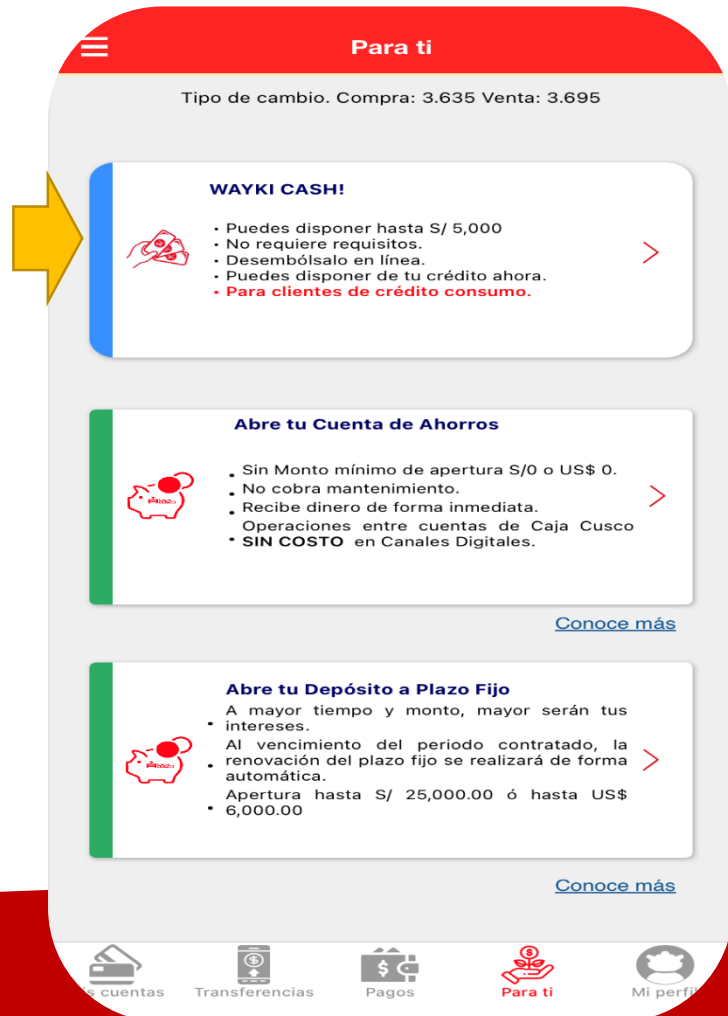 Para ti
Tipo de cambio. Compra: 3.635 Venta: 3.695
WAYKI CASH!
• Puedes disponer hasta S/ 5,000
• No requiere requisitos.
• Desembólsalo en línea.
• Puedes disponer de tu crédito ahora.
• Para clientes de crédito consumo.
Abre tu Cuenta de Ahorros
• Sin Monto mínimo de apertura S/0 o US$ 0.
• No cobra mantenimiento.
• Recibe dinero de forma inmediata.
Operaciones entre cuentas de Caja Cusco
• SIN COSTO en Canales Digitales.
Conoce más
Abre tu Depósito a Plazo Fijo
A mayor tiempo y monto, mayor serán tus
• intereses.
Al vencimiento del periodo contratado, la
• renovación del plazo fijo se realizará de forma
automática.
Apertura hasta S/ 25,000.00 ó hasta US$
• 6,000.00
Conoce más
s cuentas
Transferencias
Pagos
Para ti
Mi perfil